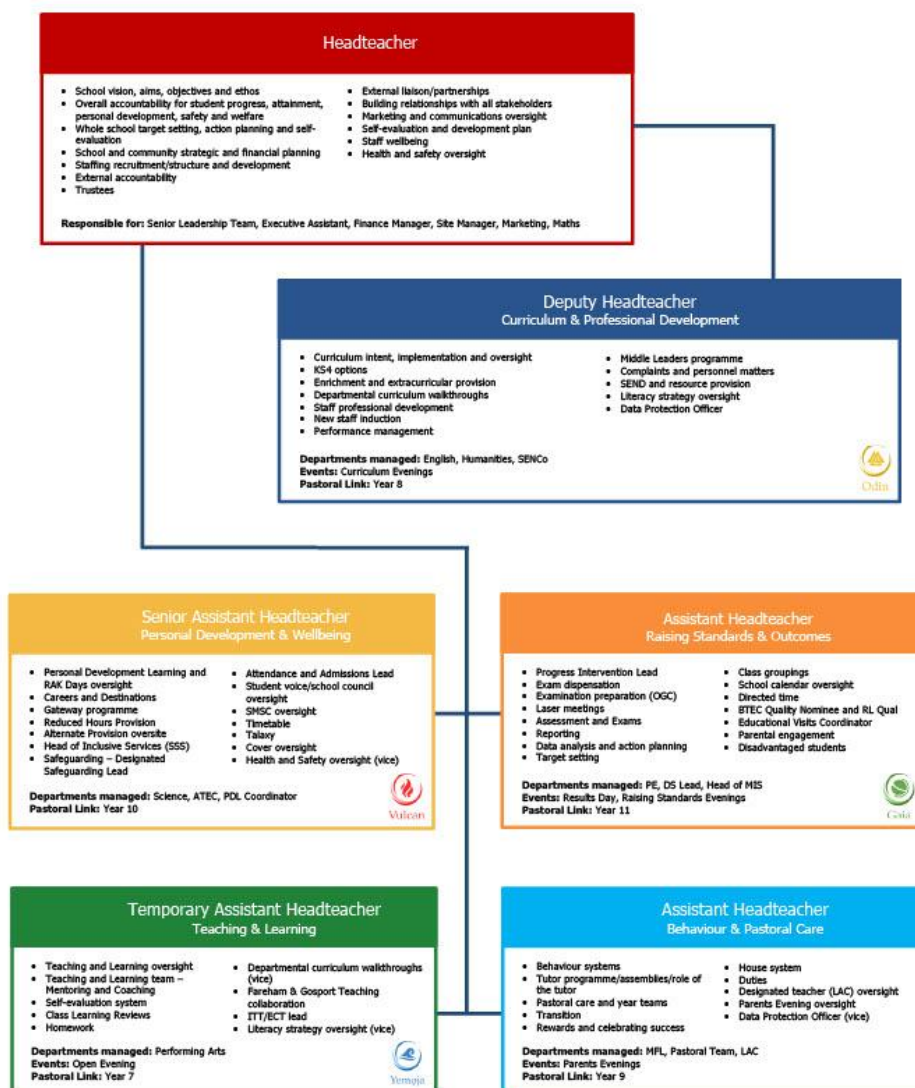 Headteacher
• School vision, aims, objectives and ethos
• Overall accountability for student progress, attainment,
personal development, safety and welfare
• Whole school target setting, action planning and self-
evaluation
• School and community strategic and financial planning
• Staffing recruitment/structure and development
• External accountability
• Trustees
• External liaison/partnerships
• Building relationships with all stakeholders
• Marketing and communications oversight
• Self-evaluation and development plan
• Staff wellbeing
• Health and safety oversight
Responsible for: Senior Leadership Team, Executive Assistant, Finance Manager, Site Manager, Marketing, Maths
Deputy Headteacher
Curriculum & Professional Development
• Curriculum intent, implementation and oversight
• KS4 options
• Enrichment and extracurricular provision
• Departmental curriculum walkthroughs
• Staff professional development
• New staff induction
• Performance management
• Middle Leaders programme
• Complaints and personnel matters
• SEND and resource provision
• Literacy strategy oversight
• Data Protection Officer
Departments managed: English, Humanities, SENCo
Events: Curriculum Evenings
Pastoral Link: Year 8
Odin
Senior Assistant Headteacher
Personal Development & Wellbeing
• Personal Development Learning and
RAK Days oversight
• Careers and Destinations
• Gateway programme
• Reduced Hours Provision
• Alternate Provision oversite
• Head of Inclusive Services (SSS)
• Safeguarding – Designated
Safeguarding Lead
• Attendance and Admissions Lead
• Student voice/school council
oversight
• SMSC oversight
• Timetable
• Talaxy
• Cover oversight
• Health and Safety oversight (vice)
Departments managed: Science, ATEC, PDL Coordinator
Pastoral Link: Year 10
Vulcan
Assistant Headteacher
Raising Standards & Outcomes
• Progress Intervention Lead
• Exam dispensation
• Examination preparation (OGC)
• Laser meetings
• Assessment and Exams
• Reporting
• Data analysis and action planning
• Target setting
• Class groupings
• School calendar oversight
• Directed time
• BTEC Quality Nominee and RL Qual
• Educational Visits Coordinator
• Parental engagement
• Disadvantaged students
Departments managed: PE, DS Lead, Head of MIS
Events: Results Day, Raising Standards Evenings
Pastoral Link: Year 11
Gaia
Temporary Assistant Headteacher
Teaching & Learning
• Teaching and Learning oversight
• Teaching and Learning team –
Mentoring and Coaching
• Self-evaluation system
• Class Learning Reviews
• Homework
• Departmental curriculum walkthroughs
(vice)
• Fareham & Gosport Teaching
collaboration
• ITT/ECT lead
• Literacy strategy oversight (vice)
Departments managed: Performing Arts
Events: Open Evening
Pastoral Link: Year 7
Yemoja
Assistant Headteacher
Behaviour & Pastoral Care
• Behaviour systems
• Tutor programme/assemblies/role of
the tutor
• Pastoral care and year teams
• Transition
• Rewards and celebrating success
• House system
• Duties
• Designated teacher (LAC) oversight
• Parents Evening oversight
• Data Protection Officer (vice)
Departments managed: MFL, Pastoral Team, LAC
Events: Parents Evenings
Pastoral Link: Year 9